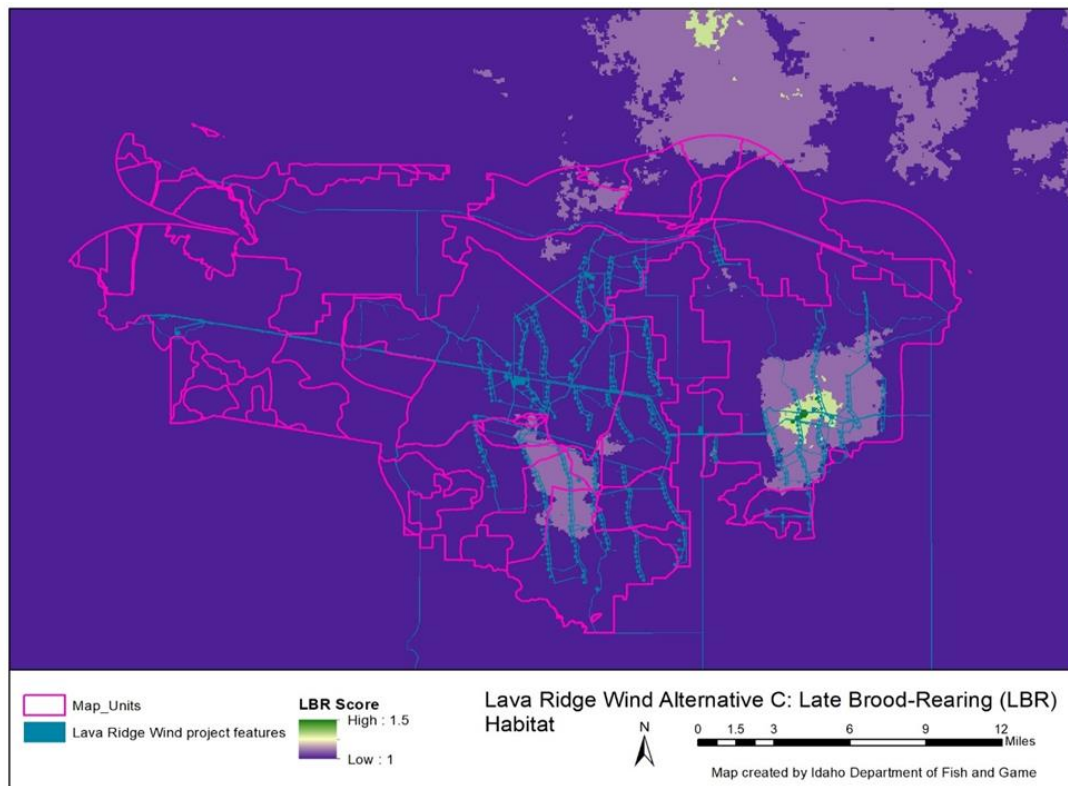 Map_Units
Lava Ridge Wind project features
LBR Score
High : 1.5
Low : 1
Lava Ridge Wind Alternative C: Late Brood-Rearing (LBR)
Habitat
N
0 1.5 3 6 9 12
Miles
Map created by Idaho Department of Fish and Game